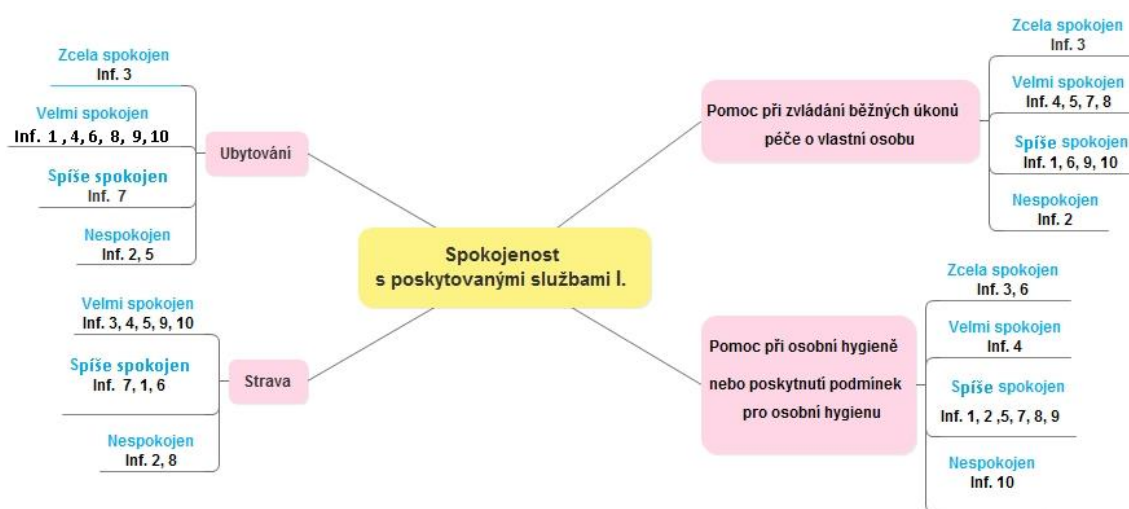 Spokojenost
s poskytovanými službami I.
Ubytování
Zcela spokojen
Inf. 3
Velmi spokojen
Inf. 1 , 4, 6, 8, 9, 10
Spíše spokojen
Inf. 7
Nespokojen
Inf. 2, 5
Strava
Velmi spokojen
Inf. 3, 4, 5, 9, 10
Spíše spokojen
Inf. 7, 1, 6
Nespokojen
Inf. 2, 8
Pomoc při zvládání běžných úkonů
péče o vlastní osobu
Zcela spokojen
Inf. 3
Velmi spokojen
Inf. 4, 5, 7, 8
Spíše spokojen
Inf. 1, 6, 9, 10
Nespokojen
Inf. 2
Pomoc při osobní hygieně
nebo poskytnutí podmínek
pro osobní hygienu
Zcela spokojen
Inf. 3, 6
Velmi spokojen
Inf. 4
Spíše spokojen
Inf. 1, 2 ,5, 7, 8, 9
Nespokojen
Inf. 10